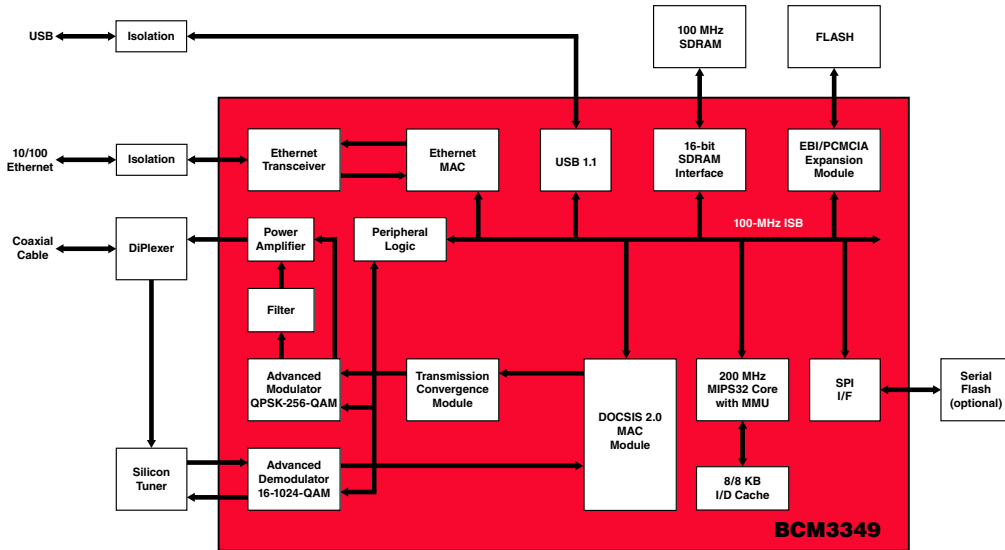 USB
Isolation
100 MHz
SDRAM
FLASH
10/100
Ethernet
Isolation
Ethernet
Transceiver
Ethernet
MAC
USB 1.1
16-bit
SDRAM
Interface
EBI/PCMCIA
Expansion
Module
Coaxial
Cable
DiPlexer
Power
Amplifier
Peripheral
Logic
100-MHz ISB
Filter
Advanced
Modulator
QPSK-256-QAM
Transmission
Convergence
Module
DOCSIS 2.0
MAC
Module
200 MHz
MIPS32 Core
with MMU
SPI
I/F
Serial
Flash
(optional)
Silicon
Tuner
Advanced
Demodulator
16-1024-QAM
8/8 KB
I/D Cache
BCM3349